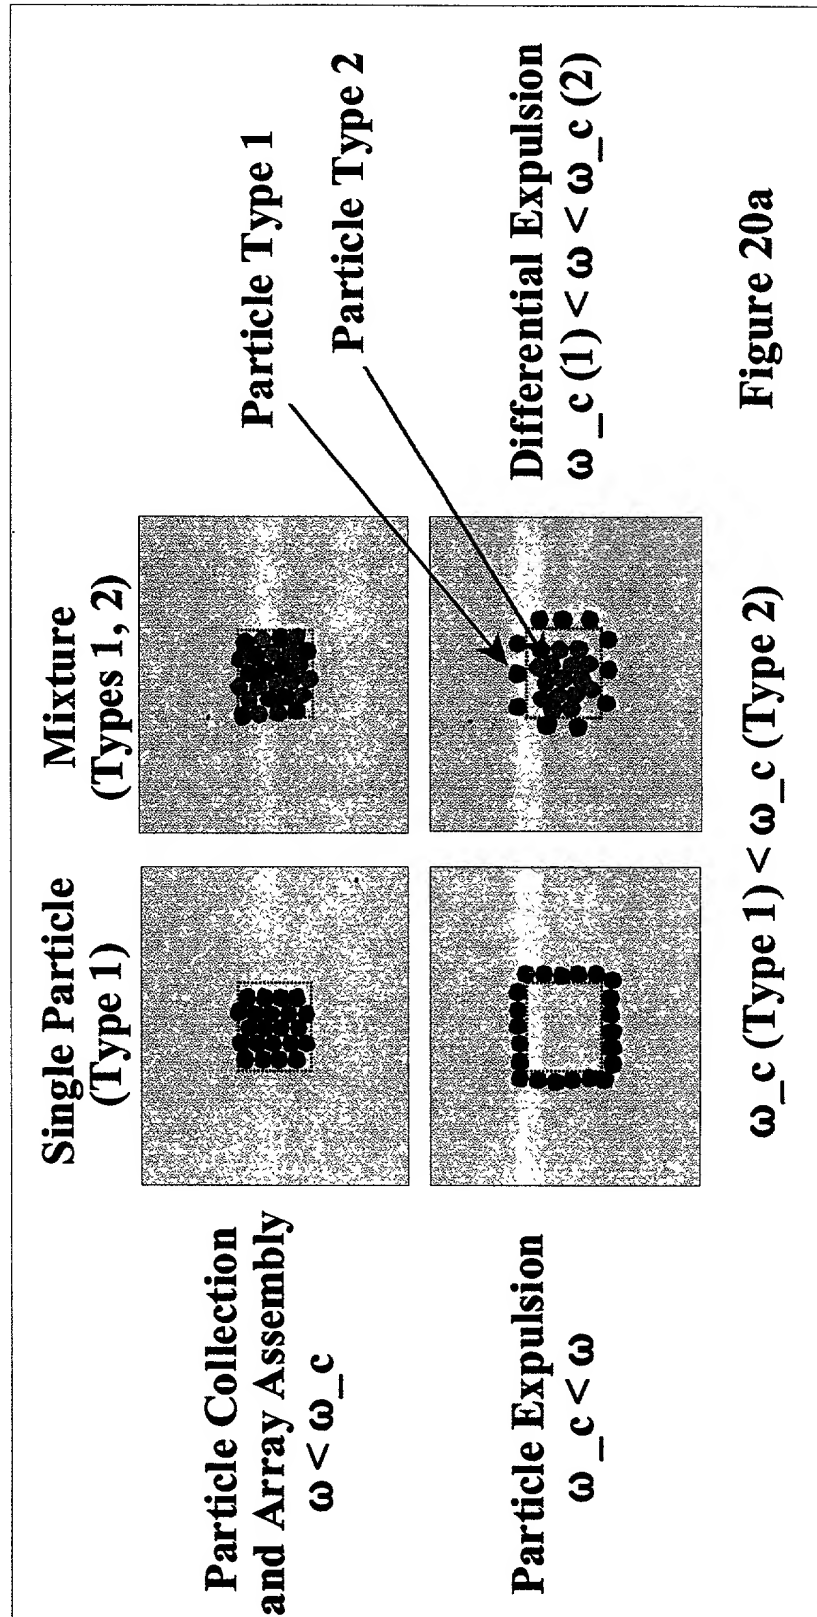 Single Particle
(Type 1)
Mixture
(Types 1, 2)
Particle Collection
and Array Assembly
ω < ω_c
Particle Type 1
Particle Type 2
Particle Expulsion
ω_c < ω
Differential Expulsion
ω_c (1) < ω < ω_c (2)
ω_c (Type 1) < ω_c (Type 2)
Figure 20a